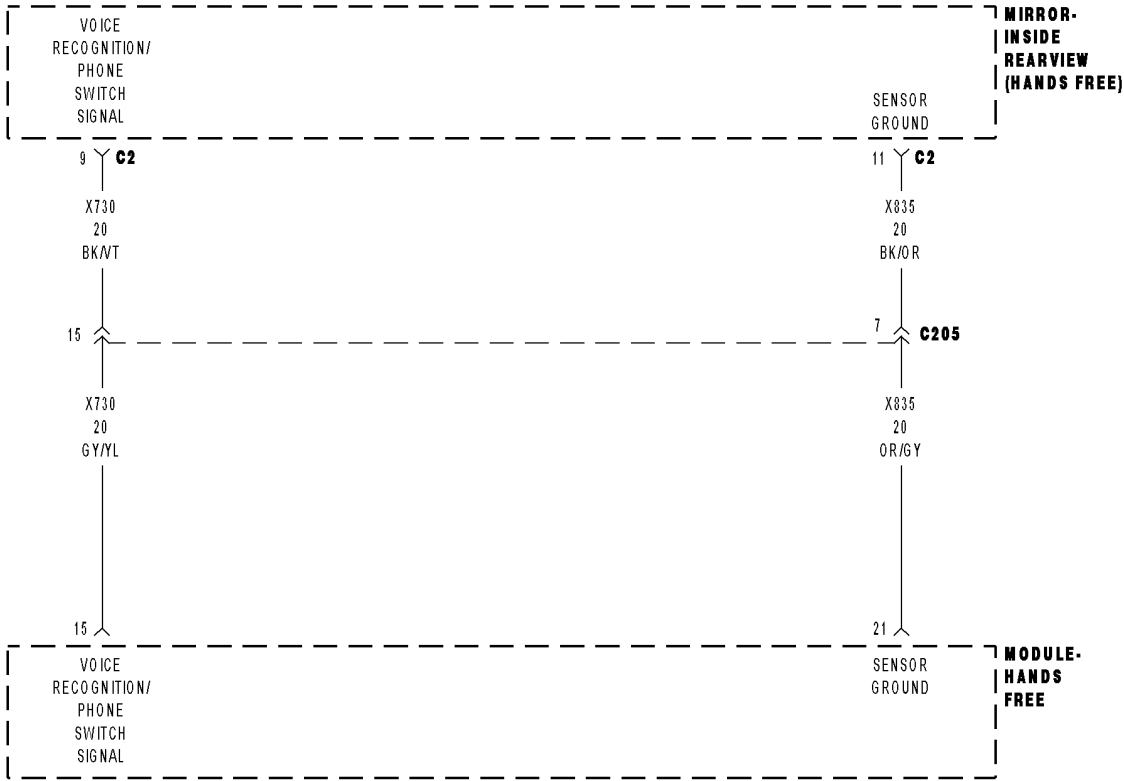 VOICE
RECOGNITION/
PHONE
SWITCH
SIGNAL
SENSOR
GROUND
MIRROR-
INSIDE
REARVIEW
(HANDS FREE)
9 C2
11 C2
X730
20
BK/VT
X835
20
BK/OR
15
7
C205
X730
20
GY/YL
X835
20
OR/GY
15
21
VOICE
RECOGNITION/
PHONE
SWITCH
SIGNAL
SENSOR
GROUND
MODULE-
HANDS
FREE